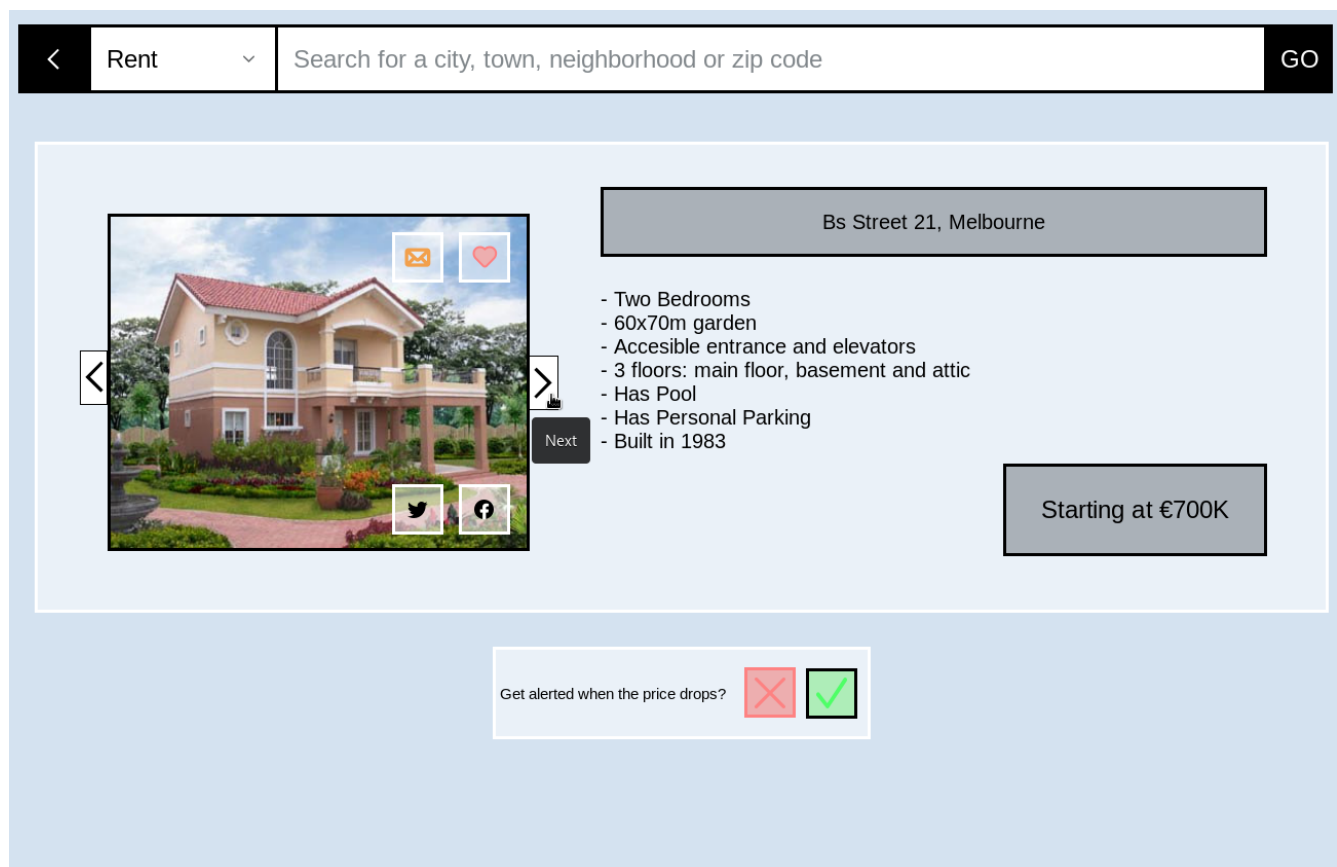 Rent
Search for a city, town, neighborhood or zip code
GO
Bs Street 21, Melbourne
- Two Bedrooms
- 60x70m garden
- Accesible entrance and elevators
- 3 floors: main floor, basement and attic
- Has Pool
- Has Personal Parking
- Built in 1983
Next
Starting at €700K
Get alerted when the price drops?